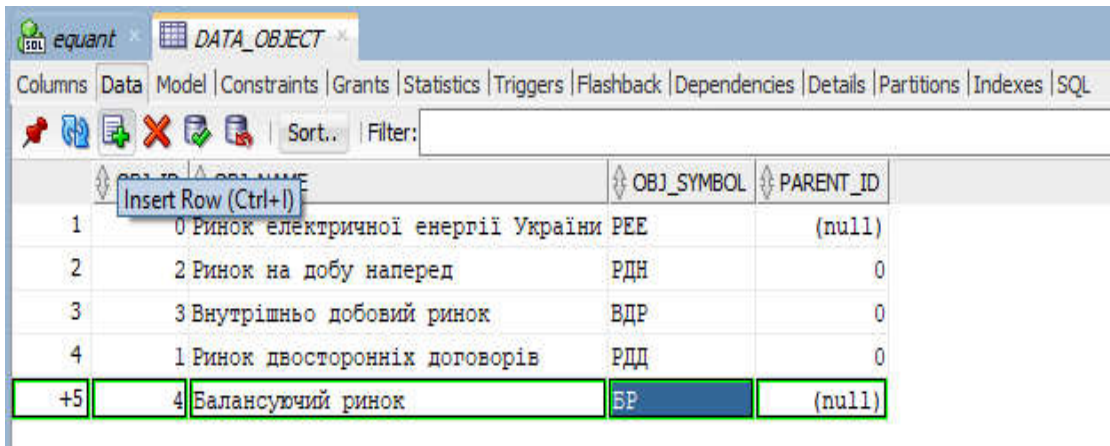 equant DATA_OBJECT
Columns Data Model Constraints Grants Statistics Triggers Flashback Dependencies Details Partitions Indexes SQL
Sort.. Filter:
OBJ_SYMBOL PARENT_ID
Insert Row (Ctrl+I)
1 0 Ринок електричної енергії України РЕЕ (null)
2 2 Ринок на добу наперед РДН 0
3 3 Внутрішньо добовий ринок ВДР 0
4 1 Ринок двосторонніх договорів РДД 0
+5 4 Балансуючий ринок БР (null)